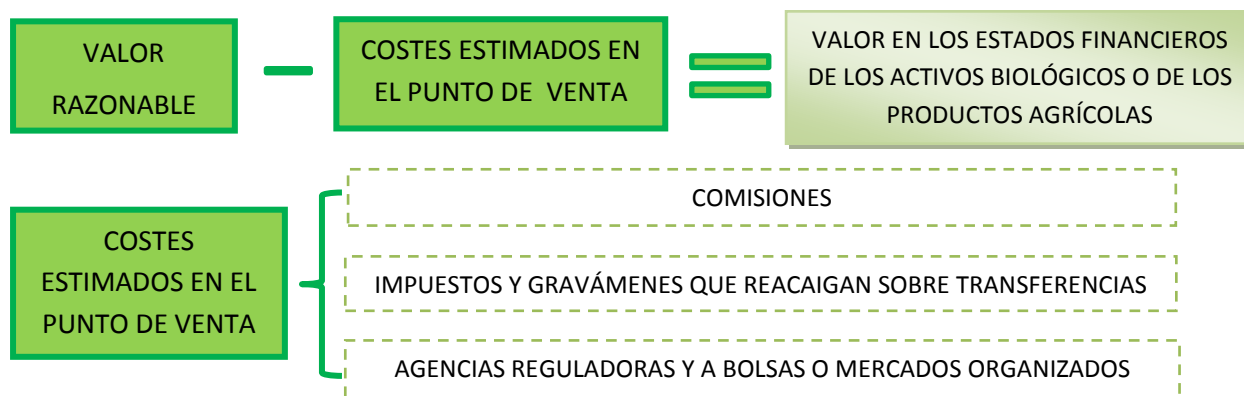 VALOR
RAZONABLE
COSTES ESTIMADOS EN
EL PUNTO DE VENTA
VALOR EN LOS ESTADOS FINANCIEROS
DE LOS ACTIVOS BIOLÓGICOS O DE LOS
PRODUCTOS AGRÍCOLAS
COSTES
ESTIMADOS EN EL
PUNTO DE VENTA
COMISIONES
IMPUESTOS Y GRAVÁMENES QUE REACAIGAN SOBRE TRANSFERENCIAS
AGENCIAS REGULADORAS Y A BOLSAS O MERCADOS ORGANIZADOS